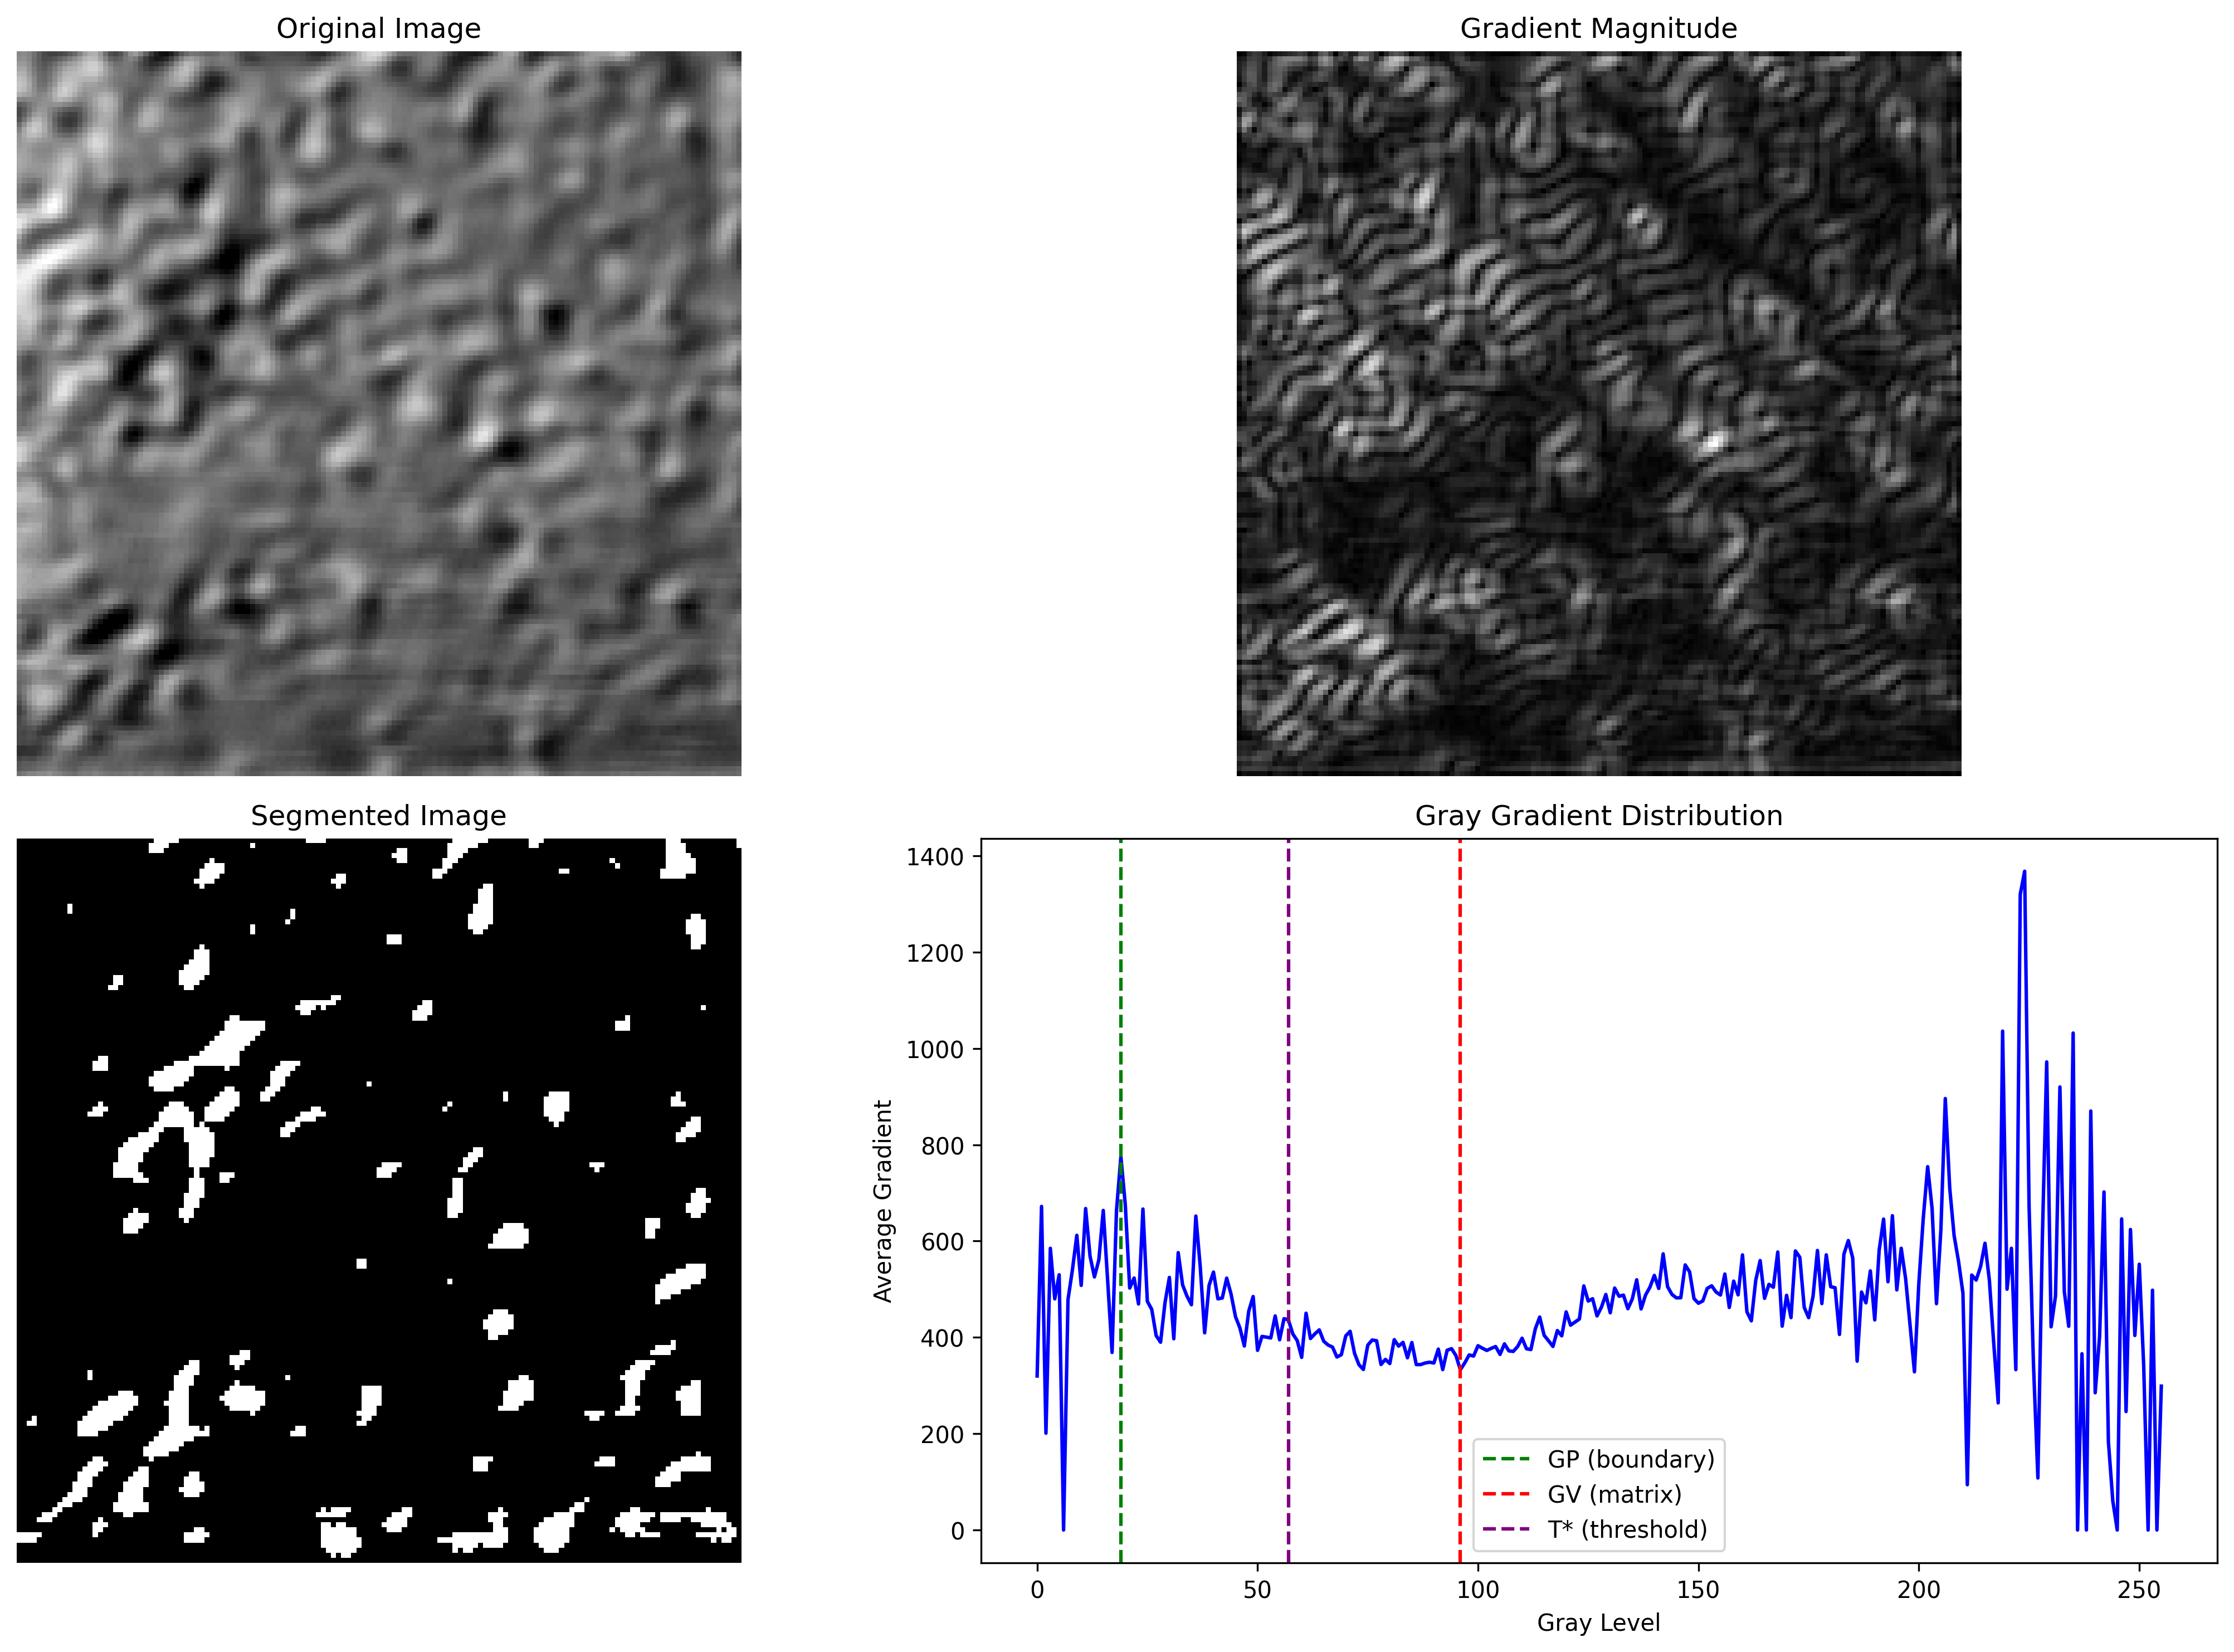 Original Image
Gradient Magnitude
Segmented Image
Gray Gradient Distribution
1400
1200
1000
800
600
400
200
0
Average Gradient
GP (boundary)
GV (matrix)
T* (threshold)
0 50 100 150 200 250
Gray Level